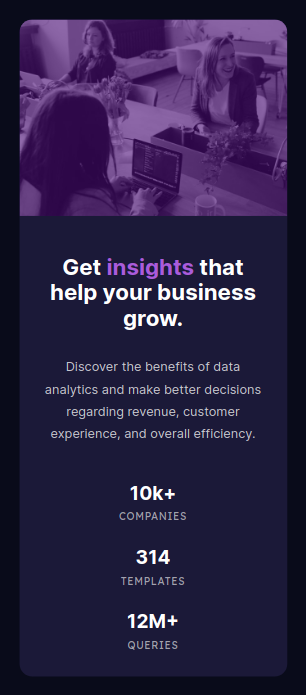 Get insights that
help your business
grow.
Discover the benefits of data
analytics and make better decisions
regarding revenue, customer
experience, and overall efficiency.
10k+
COMPANIES
314
TEMPLATES
12M+
QUERIES